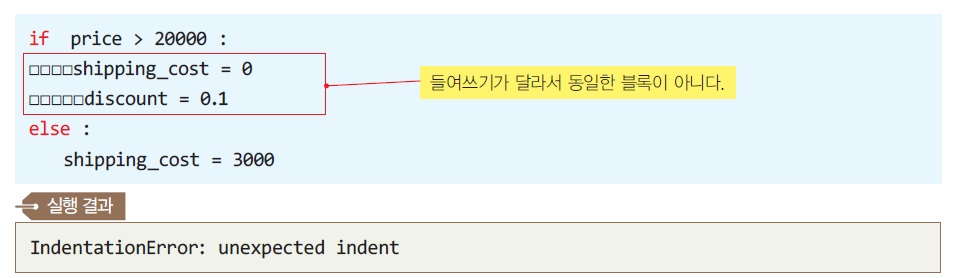 if price > 20000 :
□□□□shipping_cost = 0
□□□□□discount = 0.1
들여쓰기가 달라서 동일한 블록이 아니다.
else :
shipping_cost = 3000
실행 결과
IndentationError: unexpected indent